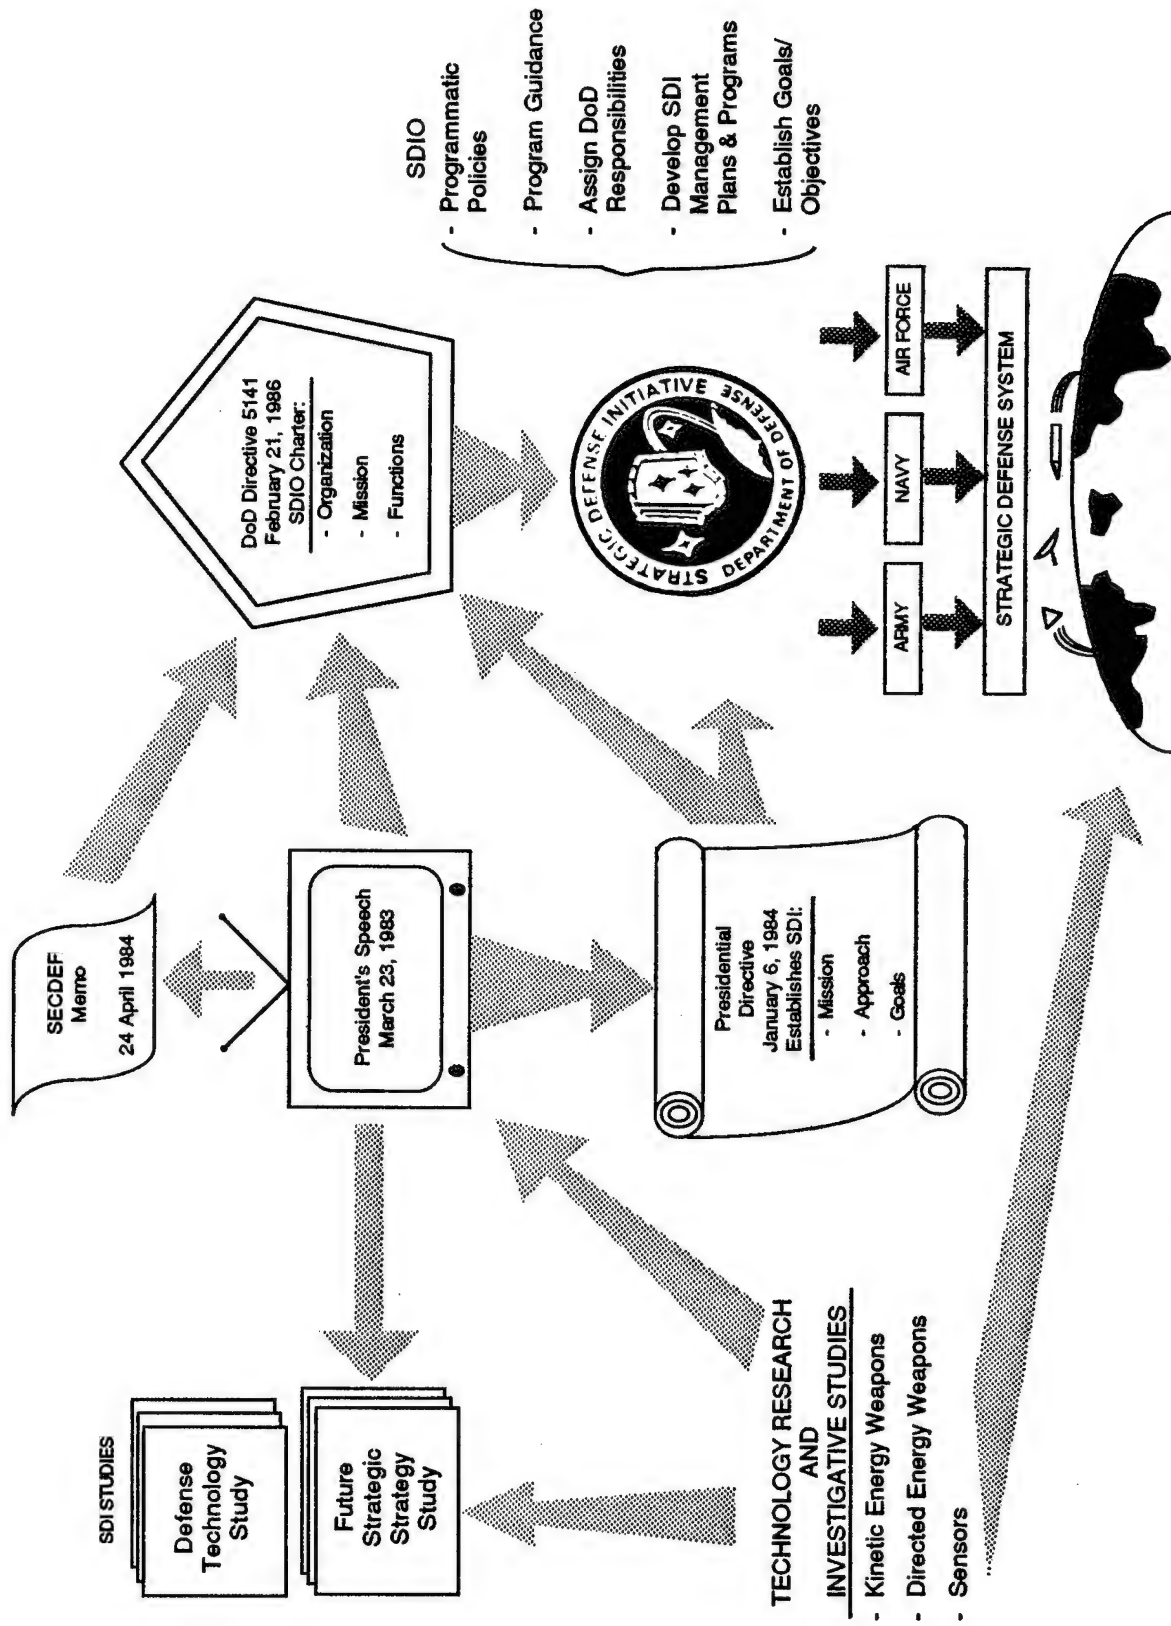 SDI STUDIES
Defense
Technology
Study
Future
Strategic
Strategy
Study
TECHNOLOGY RESEARCH
AND
INVESTIGATIVE STUDIES
- Kinetic Energy Weapons
- Directed Energy Weapons
- Sensors
SECDEF
Memo
24 April 1984
President's Speech
March 23, 1983
Presidential
Directive
January 6, 1984
Establishes SDI:
- Mission
- Approach
- Goals
DoD Directive 5141
February 21, 1986
SDIO Charter:
- Organization
- Mission
- Functions
STRATEGIC DEFENSE INITIATIVE
DEPARTMENT OF DEFENSE
SDIO
- Programmatic
Policies
- Program Guidance
- Assign DoD
Responsibilities
- Develop SDI
Management
Plans & Programs
- Establish Goals/
Objectives
ARMY
NAVY
AIR FORCE
STRATEGIC DEFENSE SYSTEM